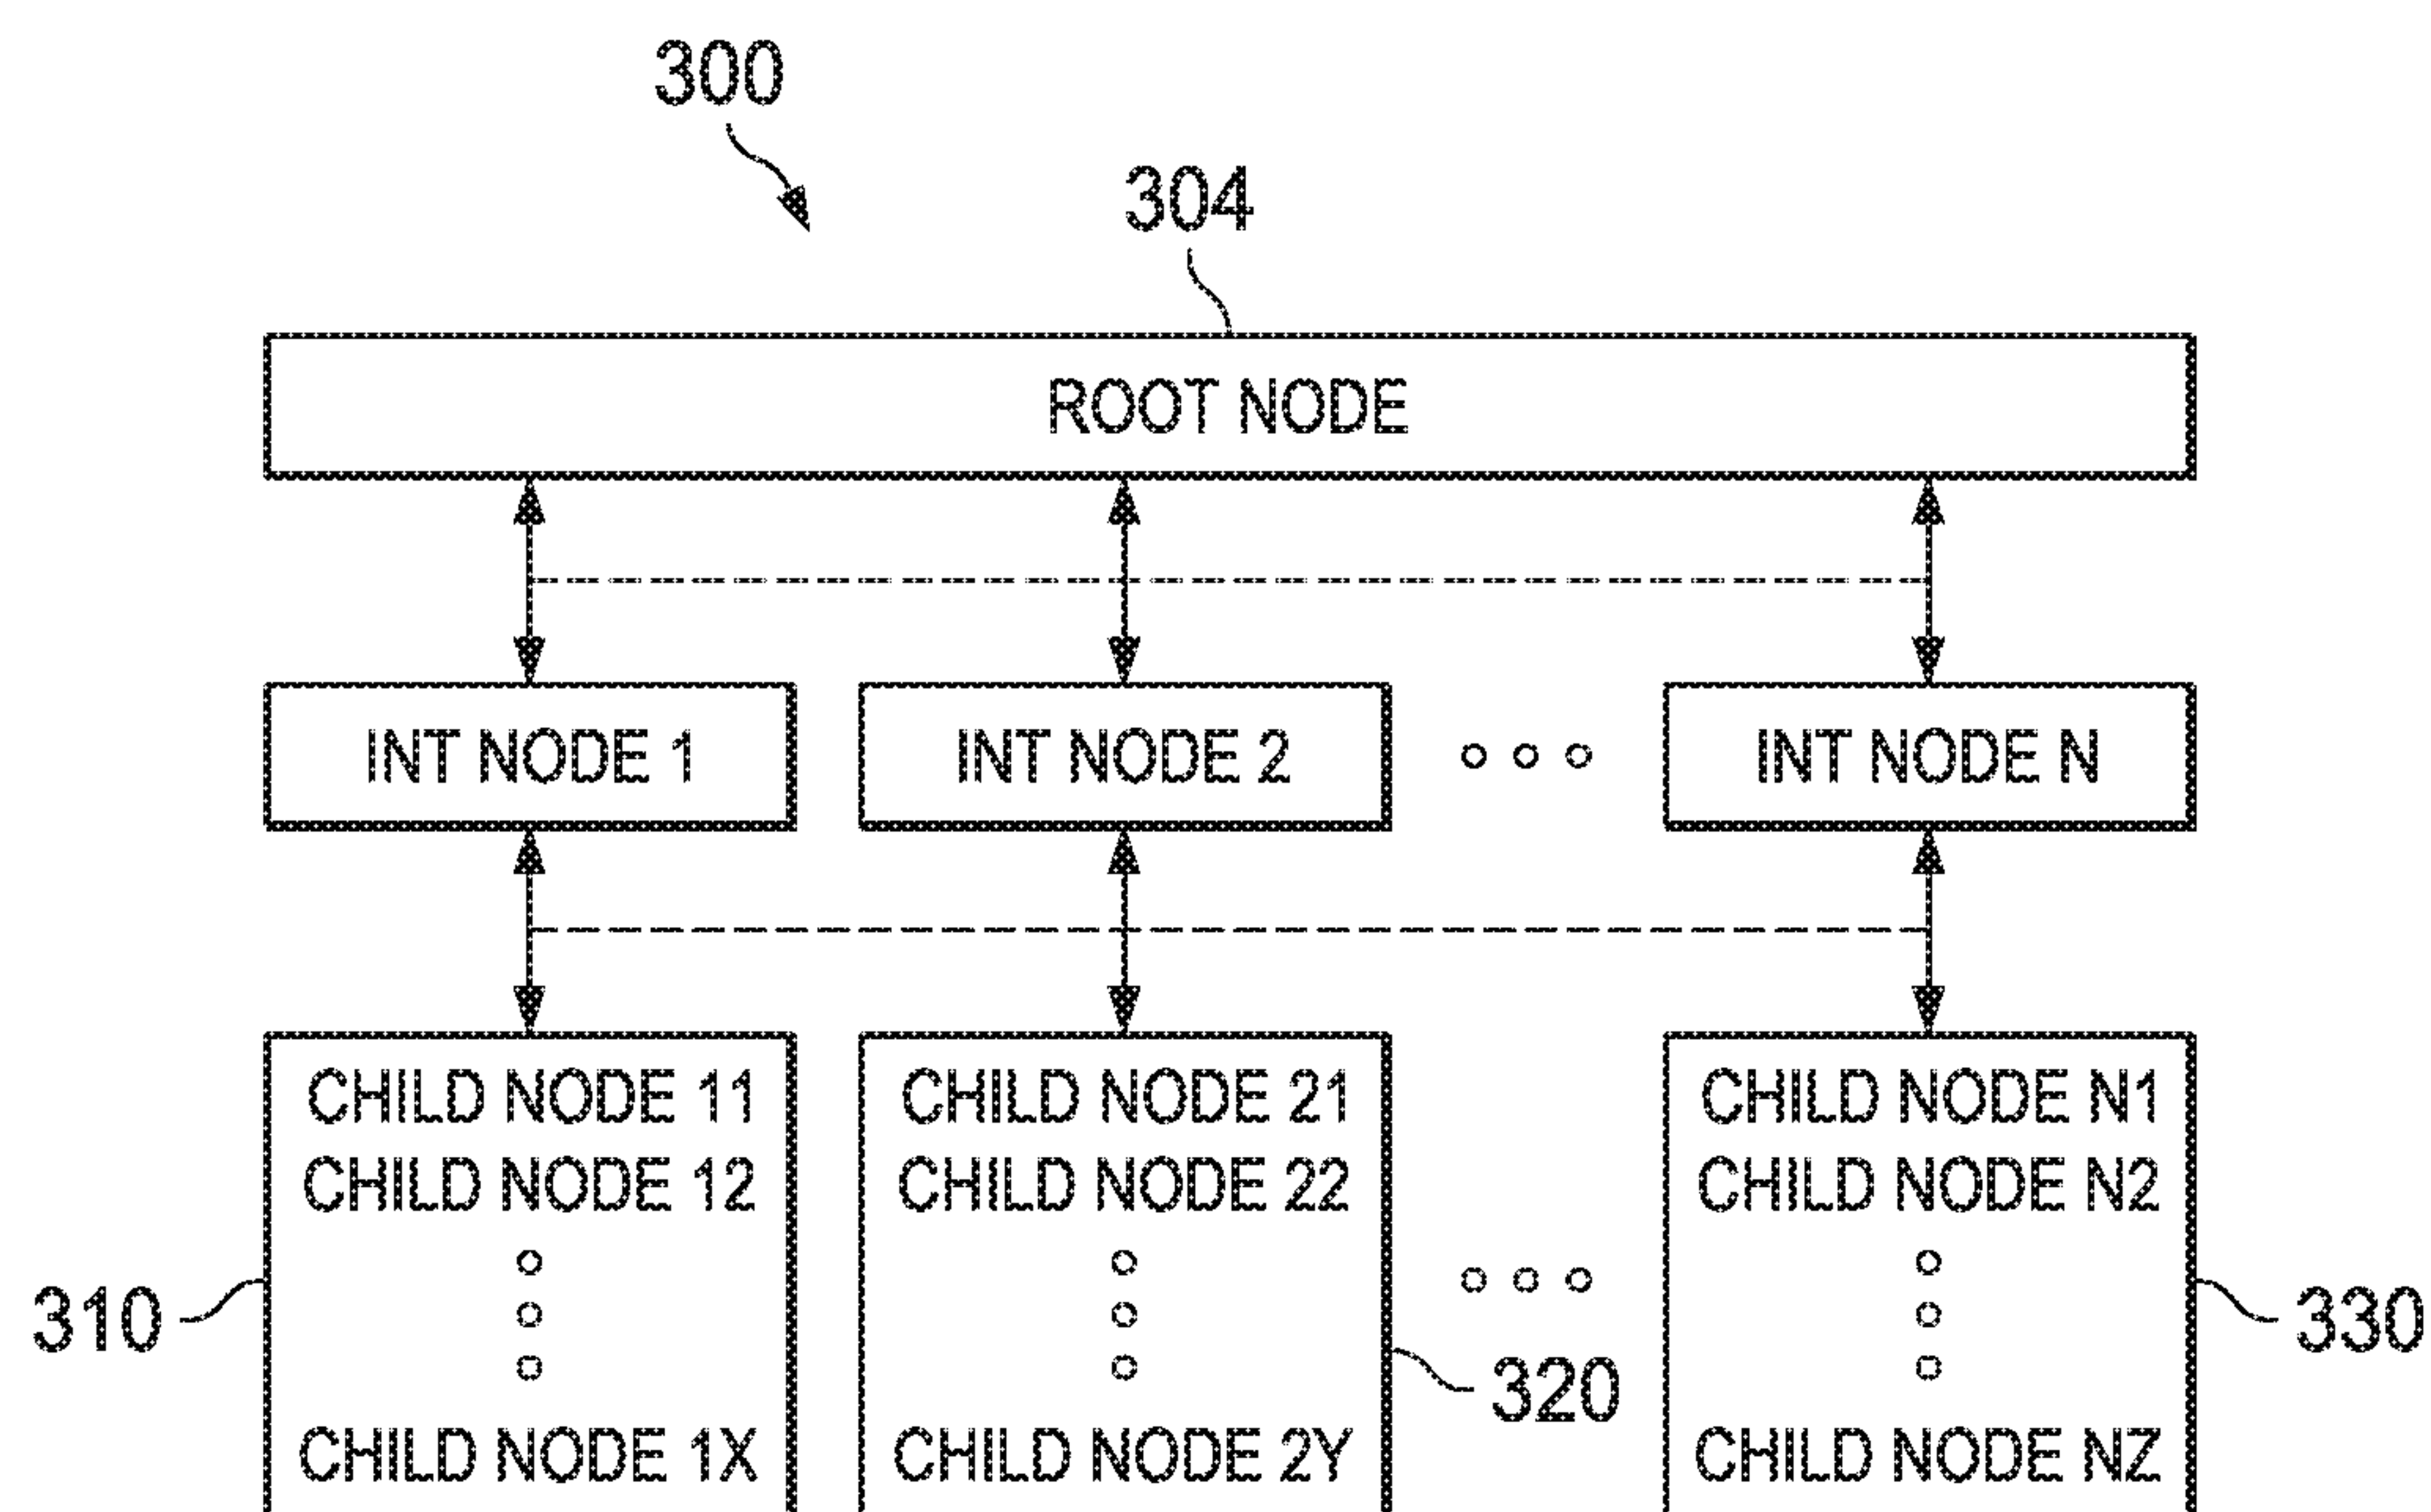 300
304
ROOT NODE
INT NODE 1
INT NODE 2
INT NODE N
CHILD NODE 11
CHILD NODE 12
CHILD NODE 1X
310
CHILD NODE 21
CHILD NODE 22
CHILD NODE 2Y
320
CHILD NODE N1
CHILD NODE N2
CHILD NODE NZ
330